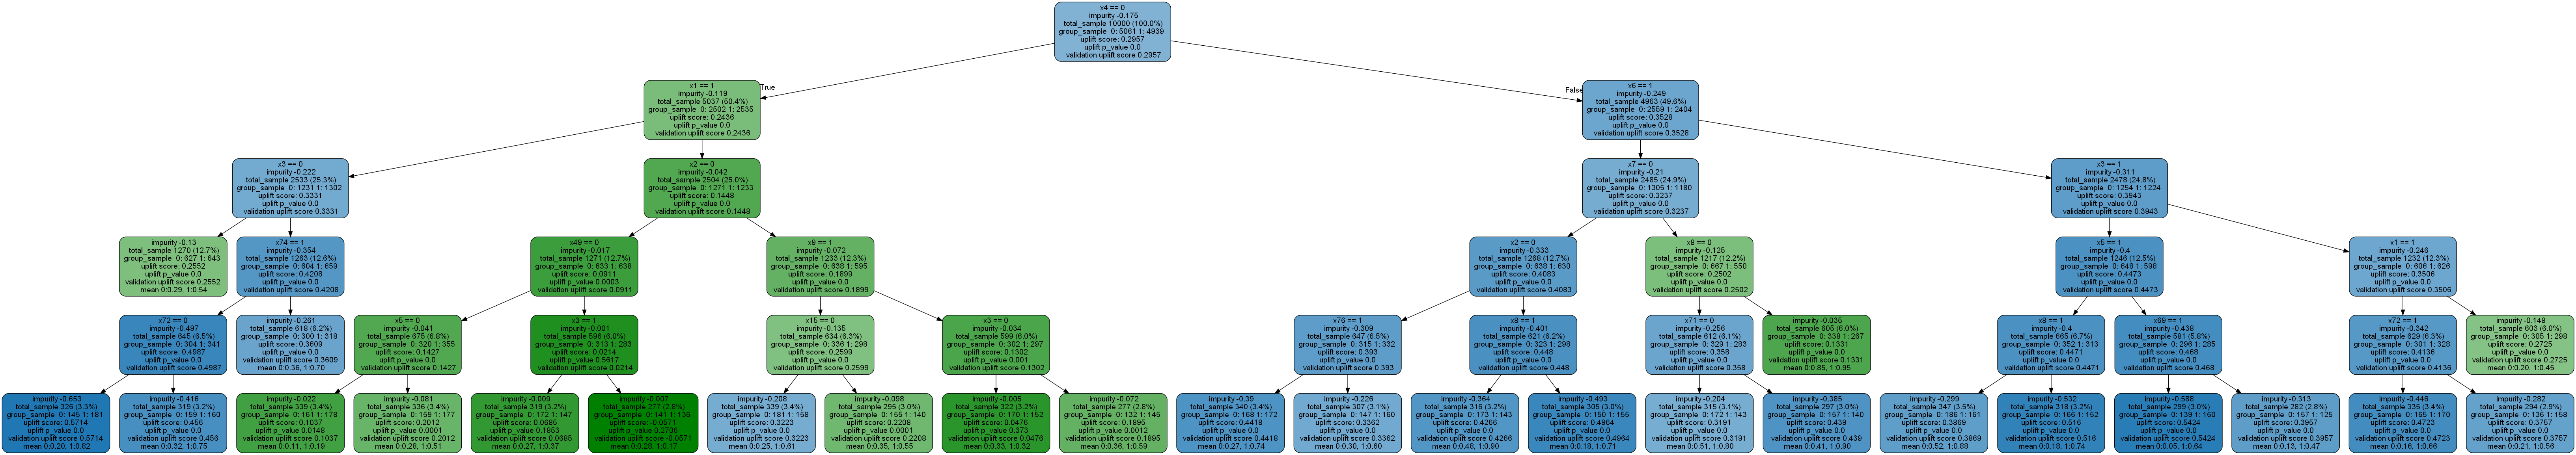 x4 == 0
impurity -0.175
total_sample 10000 (100.0%)
group_sample 0: 5061 1: 4939
uplift score: 0.2957
uplift p_value 0.0
validation uplift score 0.2957
True
False
x1 == 1
impurity -0.119
total_sample 5037 (50.4%)
group_sample 0: 2502 1: 2535
uplift score: 0.2436
uplift p_value 0.0
validation uplift score 0.2436
x6 == 1
impurity -0.249
total_sample 4963 (49.6%)
group_sample 0: 2559 1: 2404
uplift score: 0.3528
uplift p_value 0.0
validation uplift score 0.3528
x3 == 0
impurity -0.222
total_sample 2533 (25.3%)
group_sample 0: 1231 1: 1302
uplift score: 0.3331
uplift p_value 0.0
validation uplift score 0.3331
x2 == 0
impurity -0.042
total_sample 2504 (25.0%)
group_sample 0: 1271 1: 1233
uplift score: 0.1448
uplift p_value 0.0
validation uplift score 0.1448
x7 == 0
impurity -0.21
total_sample 2485 (24.9%)
group_sample 0: 1305 1: 1180
uplift score: 0.3237
uplift p_value 0.0
validation uplift score 0.3237
x3 == 1
impurity -0.311
total_sample 2478 (24.8%)
group_sample 0: 1254 1: 1224
uplift score: 0.3943
uplift p_value 0.0
validation uplift score 0.3943
impurity -0.13
total_sample 1270 (12.7%)
group_sample 0: 627 1: 643
uplift score: 0.2552
uplift p_value 0.0
validation uplift score 0.2552
mean 0:0.29, 1:0.54
x74 == 1
impurity -0.354
total_sample 1263 (12.6%)
group_sample 0: 604 1: 659
uplift score: 0.4208
uplift p_value 0.0
validation uplift score 0.4208
x49 == 0
impurity -0.017
total_sample 1271 (12.7%)
group_sample 0: 633 1: 638
uplift score: 0.0911
uplift p_value 0.0003
validation uplift score 0.0911
x9 == 1
impurity -0.072
total_sample 1233 (12.3%)
group_sample 0: 638 1: 595
uplift score: 0.1899
uplift p_value 0.0
validation uplift score 0.1899
x2 == 0
impurity -0.333
total_sample 1268 (12.7%)
group_sample 0: 638 1: 630
uplift score: 0.4083
uplift p_value 0.0
validation uplift score 0.4083
x8 == 0
impurity -0.125
total_sample 1217 (12.2%)
group_sample 0: 667 1: 550
uplift score: 0.2502
uplift p_value 0.0
validation uplift score 0.2502
x5 == 1
impurity -0.4
total_sample 1246 (12.5%)
group_sample 0: 648 1: 598
uplift score: 0.4473
uplift p_value 0.0
validation uplift score 0.4473
x1 == 1
impurity -0.246
total_sample 1232 (12.3%)
group_sample 0: 606 1: 626
uplift score: 0.3506
uplift p_value 0.0
validation uplift score 0.3506
x72 == 0
impurity -0.497
total_sample 645 (6.5%)
group_sample 0: 304 1: 341
uplift score: 0.4987
uplift p_value 0.0
validation uplift score 0.4987
impurity -0.261
total_sample 618 (6.2%)
group_sample 0: 300 1: 318
uplift score: 0.3609
uplift p_value 0.0
validation uplift score 0.3609
mean 0:0.36, 1:0.70
x5 == 0
impurity -0.041
total_sample 675 (6.8%)
group_sample 0: 320 1: 355
uplift score: 0.1427
uplift p_value 0.0
validation uplift score 0.1427
x3 == 1
impurity -0.001
total_sample 596 (6.0%)
group_sample 0: 313 1: 283
uplift score: 0.0214
uplift p_value 0.5617
validation uplift score 0.0214
x15 == 0
impurity -0.135
total_sample 634 (6.3%)
group_sample 0: 336 1: 298
uplift score: 0.2599
uplift p_value 0.0
validation uplift score 0.2599
x3 == 0
impurity -0.034
total_sample 599 (6.0%)
group_sample 0: 302 1: 297
uplift score: 0.1302
uplift p_value 0.001
validation uplift score 0.1302
x76 == 1
impurity -0.309
total_sample 647 (6.5%)
group_sample 0: 315 1: 332
uplift score: 0.393
uplift p_value 0.0
validation uplift score 0.393
x8 == 1
impurity -0.401
total_sample 621 (6.2%)
group_sample 0: 323 1: 298
uplift score: 0.448
uplift p_value 0.0
validation uplift score 0.448
x71 == 0
impurity -0.256
total_sample 612 (6.1%)
group_sample 0: 329 1: 283
uplift score: 0.358
uplift p_value 0.0
validation uplift score 0.358
impurity -0.035
total_sample 605 (6.0%)
group_sample 0: 338 1: 267
uplift score: 0.1331
uplift p_value 0.0
validation uplift score 0.1331
mean 0:0.85, 1:0.95
x8 == 1
impurity -0.4
total_sample 665 (6.7%)
group_sample 0: 352 1: 313
uplift score: 0.4471
uplift p_value 0.0
validation uplift score 0.4471
x69 == 1
impurity -0.438
total_sample 581 (5.8%)
group_sample 0: 296 1: 285
uplift score: 0.468
uplift p_value 0.0
validation uplift score 0.468
x72 == 1
impurity -0.342
total_sample 629 (6.3%)
group_sample 0: 301 1: 328
uplift score: 0.4136
uplift p_value 0.0
validation uplift score 0.4136
impurity -0.148
total_sample 603 (6.0%)
group_sample 0: 305 1: 298
uplift score: 0.2725
uplift p_value 0.0
validation uplift score 0.2725
mean 0:0.20, 1:0.45
impurity -0.653
total_sample 326 (3.3%)
group_sample 0: 145 1: 181
uplift score: 0.5714
uplift p_value 0.0
validation uplift score 0.5714
mean 0:0.20, 1:0.82
impurity -0.416
total_sample 319 (3.2%)
group_sample 0: 159 1: 160
uplift score: 0.456
uplift p_value 0.0
validation uplift score 0.456
mean 0:0.32, 1:0.75
impurity -0.022
total_sample 339 (3.4%)
group_sample 0: 161 1: 178
uplift score: 0.1037
uplift p_value 0.0148
validation uplift score 0.1037
mean 0:0.11, 1:0.19
impurity -0.081
total_sample 336 (3.4%)
group_sample 0: 159 1: 177
uplift score: 0.2012
uplift p_value 0.0001
validation uplift score 0.2012
mean 0:0.28, 1:0.51
impurity -0.009
total_sample 319 (3.2%)
group_sample 0: 172 1: 147
uplift score: 0.0685
uplift p_value 0.1853
validation uplift score 0.0685
mean 0:0.27, 1:0.37
impurity -0.007
total_sample 277 (2.8%)
group_sample 0: 141 1: 136
uplift score: -0.0571
uplift p_value 0.2706
validation uplift score -0.0571
mean 0:0.26, 1:0.17
impurity -0.208
total_sample 339 (3.4%)
group_sample 0: 181 1: 158
uplift score: 0.3223
uplift p_value 0.0
validation uplift score 0.3223
mean 0:0.25, 1:0.61
impurity -0.098
total_sample 295 (3.0%)
group_sample 0: 155 1: 140
uplift score: 0.2208
uplift p_value 0.0001
validation uplift score 0.2208
mean 0:0.35, 1:0.55
impurity -0.005
total_sample 322 (3.2%)
group_sample 0: 170 1: 152
uplift score: 0.0476
uplift p_value 0.373
validation uplift score 0.0476
mean 0:0.33, 1:0.32
impurity -0.072
total_sample 277 (2.8%)
group_sample 0: 132 1: 145
uplift score: 0.1895
uplift p_value 0.0012
validation uplift score 0.1895
mean 0:0.36, 1:0.59
impurity -0.39
total_sample 340 (3.4%)
group_sample 0: 168 1: 172
uplift score: 0.4418
uplift p_value 0.0
validation uplift score 0.4418
mean 0:0.27, 1:0.74
impurity -0.226
total_sample 307 (3.1%)
group_sample 0: 147 1: 160
uplift score: 0.3362
uplift p_value 0.0
validation uplift score 0.3362
mean 0:0.30, 1:0.60
impurity -0.364
total_sample 316 (3.2%)
group_sample 0: 173 1: 143
uplift score: 0.4266
uplift p_value 0.0
validation uplift score 0.4266
mean 0:0.48, 1:0.90
impurity -0.493
total_sample 305 (3.0%)
group_sample 0: 150 1: 155
uplift score: 0.4964
uplift p_value 0.0
validation uplift score 0.4964
mean 0:0.18, 1:0.71
impurity -0.204
total_sample 315 (3.1%)
group_sample 0: 172 1: 143
uplift score: 0.3191
uplift p_value 0.0
validation uplift score 0.3191
mean 0:0.51, 1:0.80
impurity -0.385
total_sample 297 (3.0%)
group_sample 0: 157 1: 140
uplift score: 0.439
uplift p_value 0.0
validation uplift score 0.439
mean 0:0.41, 1:0.90
impurity -0.299
total_sample 347 (3.5%)
group_sample 0: 186 1: 161
uplift score: 0.3869
uplift p_value 0.0
validation uplift score 0.3869
mean 0:0.52, 1:0.88
impurity -0.532
total_sample 318 (3.2%)
group_sample 0: 166 1: 152
uplift score: 0.516
uplift p_value 0.0
validation uplift score 0.516
mean 0:0.18, 1:0.74
impurity -0.588
total_sample 299 (3.0%)
group_sample 0: 139 1: 160
uplift score: 0.5424
uplift p_value 0.0
validation uplift score 0.5424
mean 0:0.05, 1:0.64
impurity -0.313
total_sample 282 (2.8%)
group_sample 0: 157 1: 125
uplift score: 0.3957
uplift p_value 0.0
validation uplift score 0.3957
mean 0:0.13, 1:0.47
impurity -0.446
total_sample 335 (3.4%)
group_sample 0: 165 1: 170
uplift score: 0.4723
uplift p_value 0.0
validation uplift score 0.4723
mean 0:0.16, 1:0.66
impurity -0.282
total_sample 294 (2.9%)
group_sample 0: 136 1: 158
uplift score: 0.3757
uplift p_value 0.0
validation uplift score 0.3757
mean 0:0.21, 1:0.56